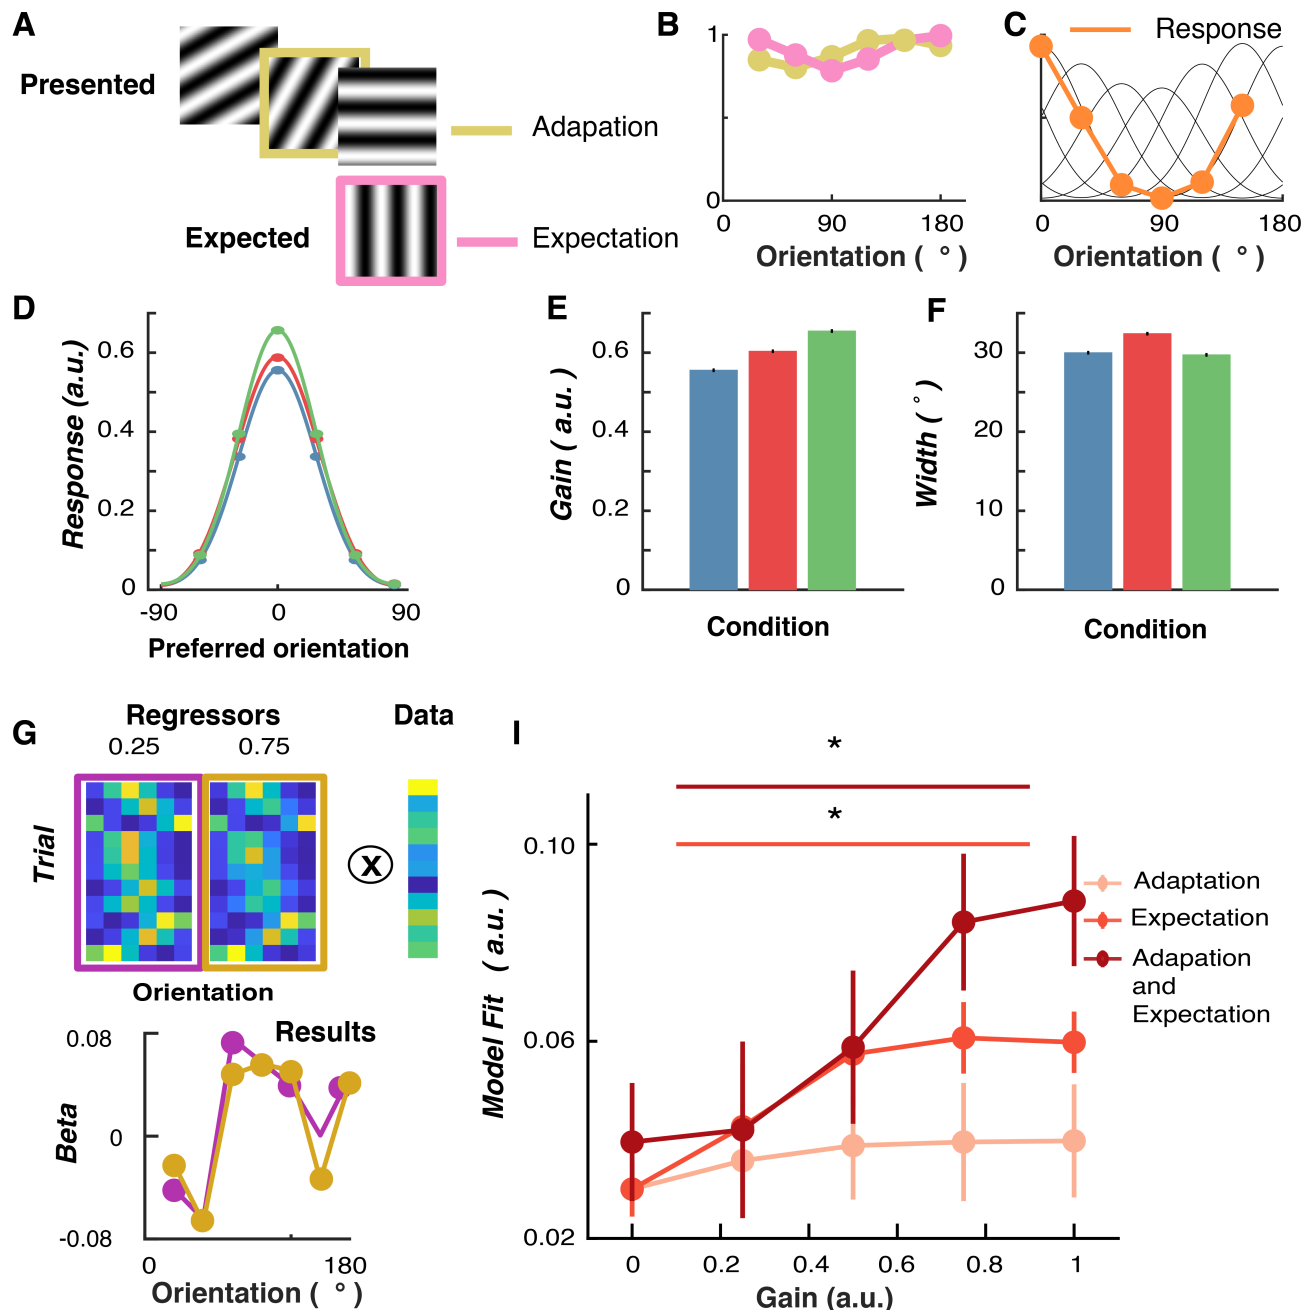 A
Presented
Adapation
Expected
Expectation
B
1
0
0 90 180
Orientation ( ° )
C
Response
0 90 180
Orientation ( ° )
D
Response (a.u.)
0.6
0.4
0.2
0
-90 0 90
Preferred orientation
E
Gain ( a.u. )
0.6
0.4
0.2
0
Condition
F
Width ( ° )
30
20
10
0
Condition
G
Regressors
Data
0.25 0.75
Trial
X
Orientation
Results
Beta
0.08
0
-0.08
0 180
Orientation ( ° )
I
*
*
Model Fit ( a.u. )
0.10
0.06
0.02
0 0.2 0.4 0.6 0.8 1
Gain (a.u.)
Adaptation
Expectation
Adapation
and
Expectation